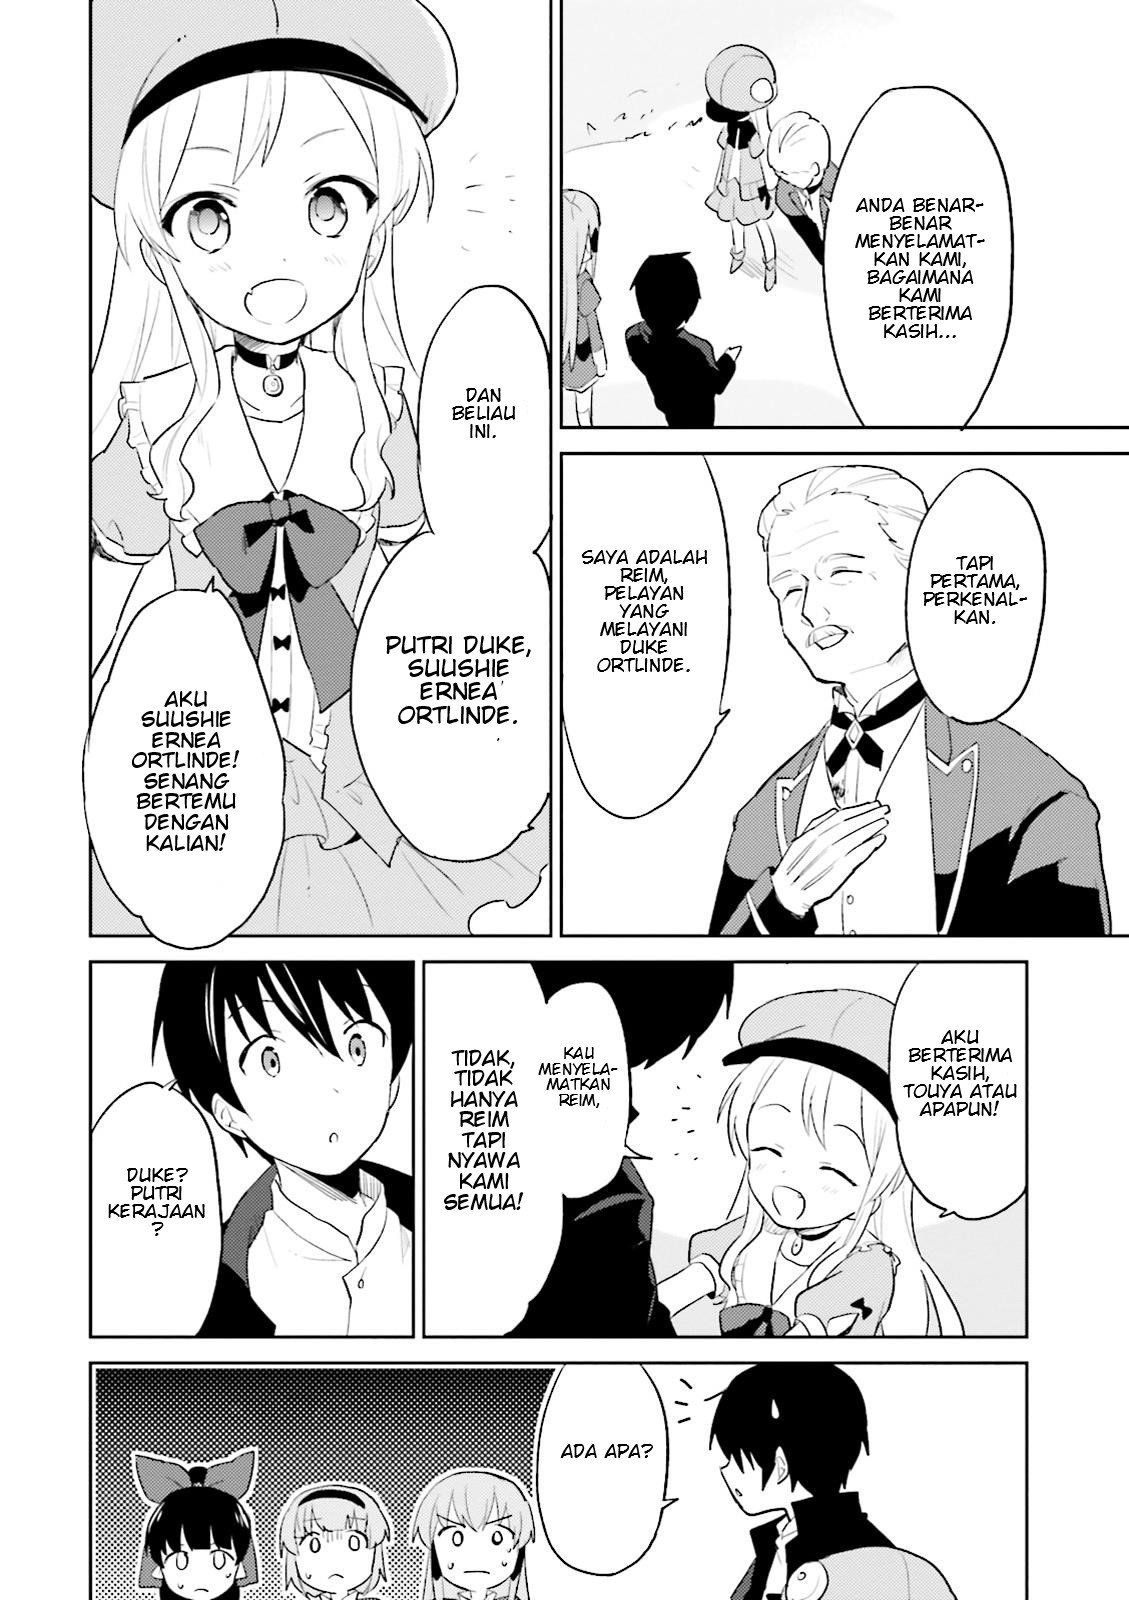 ANDA BENAR-
BENAR
MENYELAMAT-
KAN KAMI,
BAGAIMANA
KAMI
BERTERIMA
KASIH...
TAPI
PERTAMA,
PERKENAL-
KAN.
SAYA ADALAH
REIM,
PELAYAN
YANG
MELAYANI
DUKE
ORTLINDE.
DAN
BELIAU
INI.
PUTRI DUKE,
SUUSHIE
ERNEA
ORTLINDE.
AKU
SUUSHIE
ERNEA
ORTLINDE!
SENANG
BERTEMU
DENGAN
KALIAN!
AKU
BERTERIMA
KASIH,
TOUYA ATAU
APAPUN!
KAU
MENYELA-
MATKAN
REIM,
TIDAK,
TIDAK
HANYA
REIM
TAPI
NYAWA
KAMI
SEMUA!
DUKE?
PUTRI
KERAJAAN
?
ADA APA?